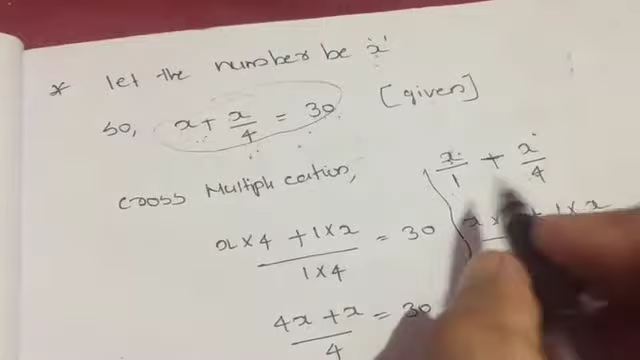 * let the number be 'x'
so, x + x/4 = 30 [given]
cross Multiplication,
x × 4 + 1 × x / 1 × 4 = 30
4x + x / 4 = 30
x/1 + x/4
1 × x